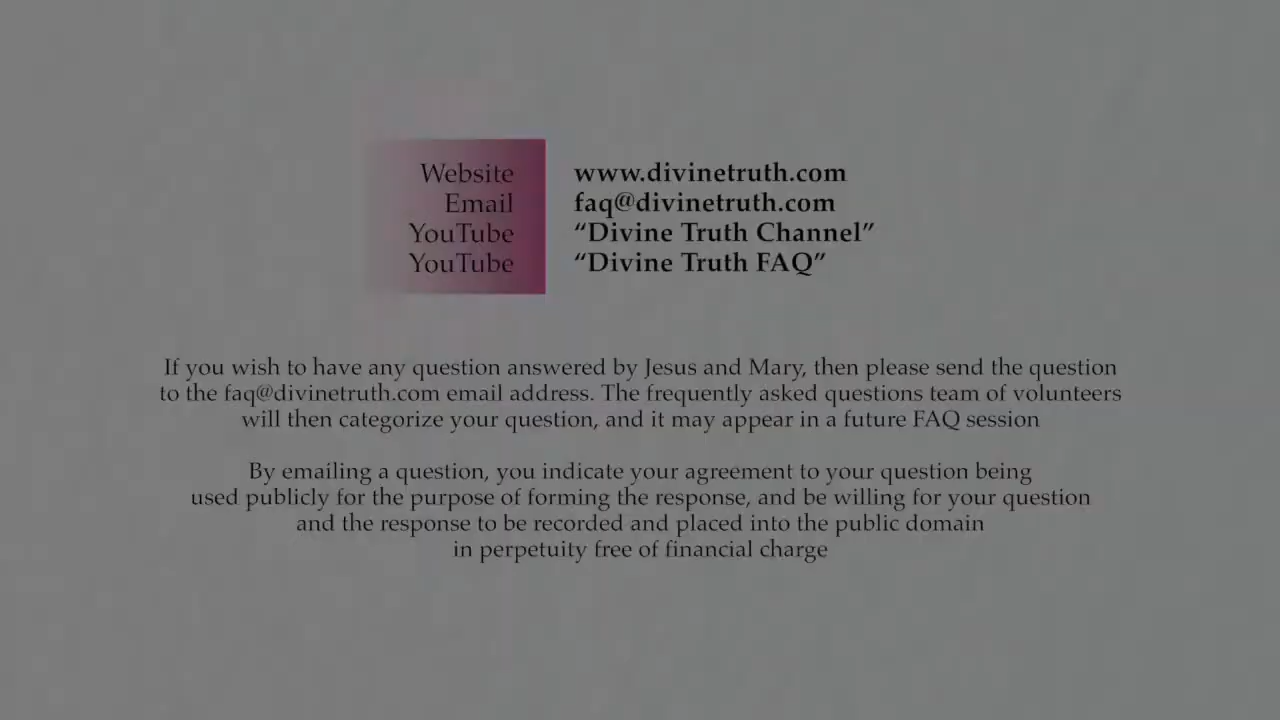 Website www.divinetruth.com
Email faq@divinetruth.com
YouTube “Divine Truth Channel”
YouTube “Divine Truth FAQ”
If you wish to have any question answered by Jesus and Mary, then please send the question
to the faq@divinetruth.com email address. The frequently asked questions team of volunteers
will then categorize your question, and it may appear in a future FAQ session
By emailing a question, you indicate your agreement to your question being
used publicly for the purpose of forming the response, and be willing for your question
and the response to be recorded and placed into the public domain
in perpetuity free of financial charge